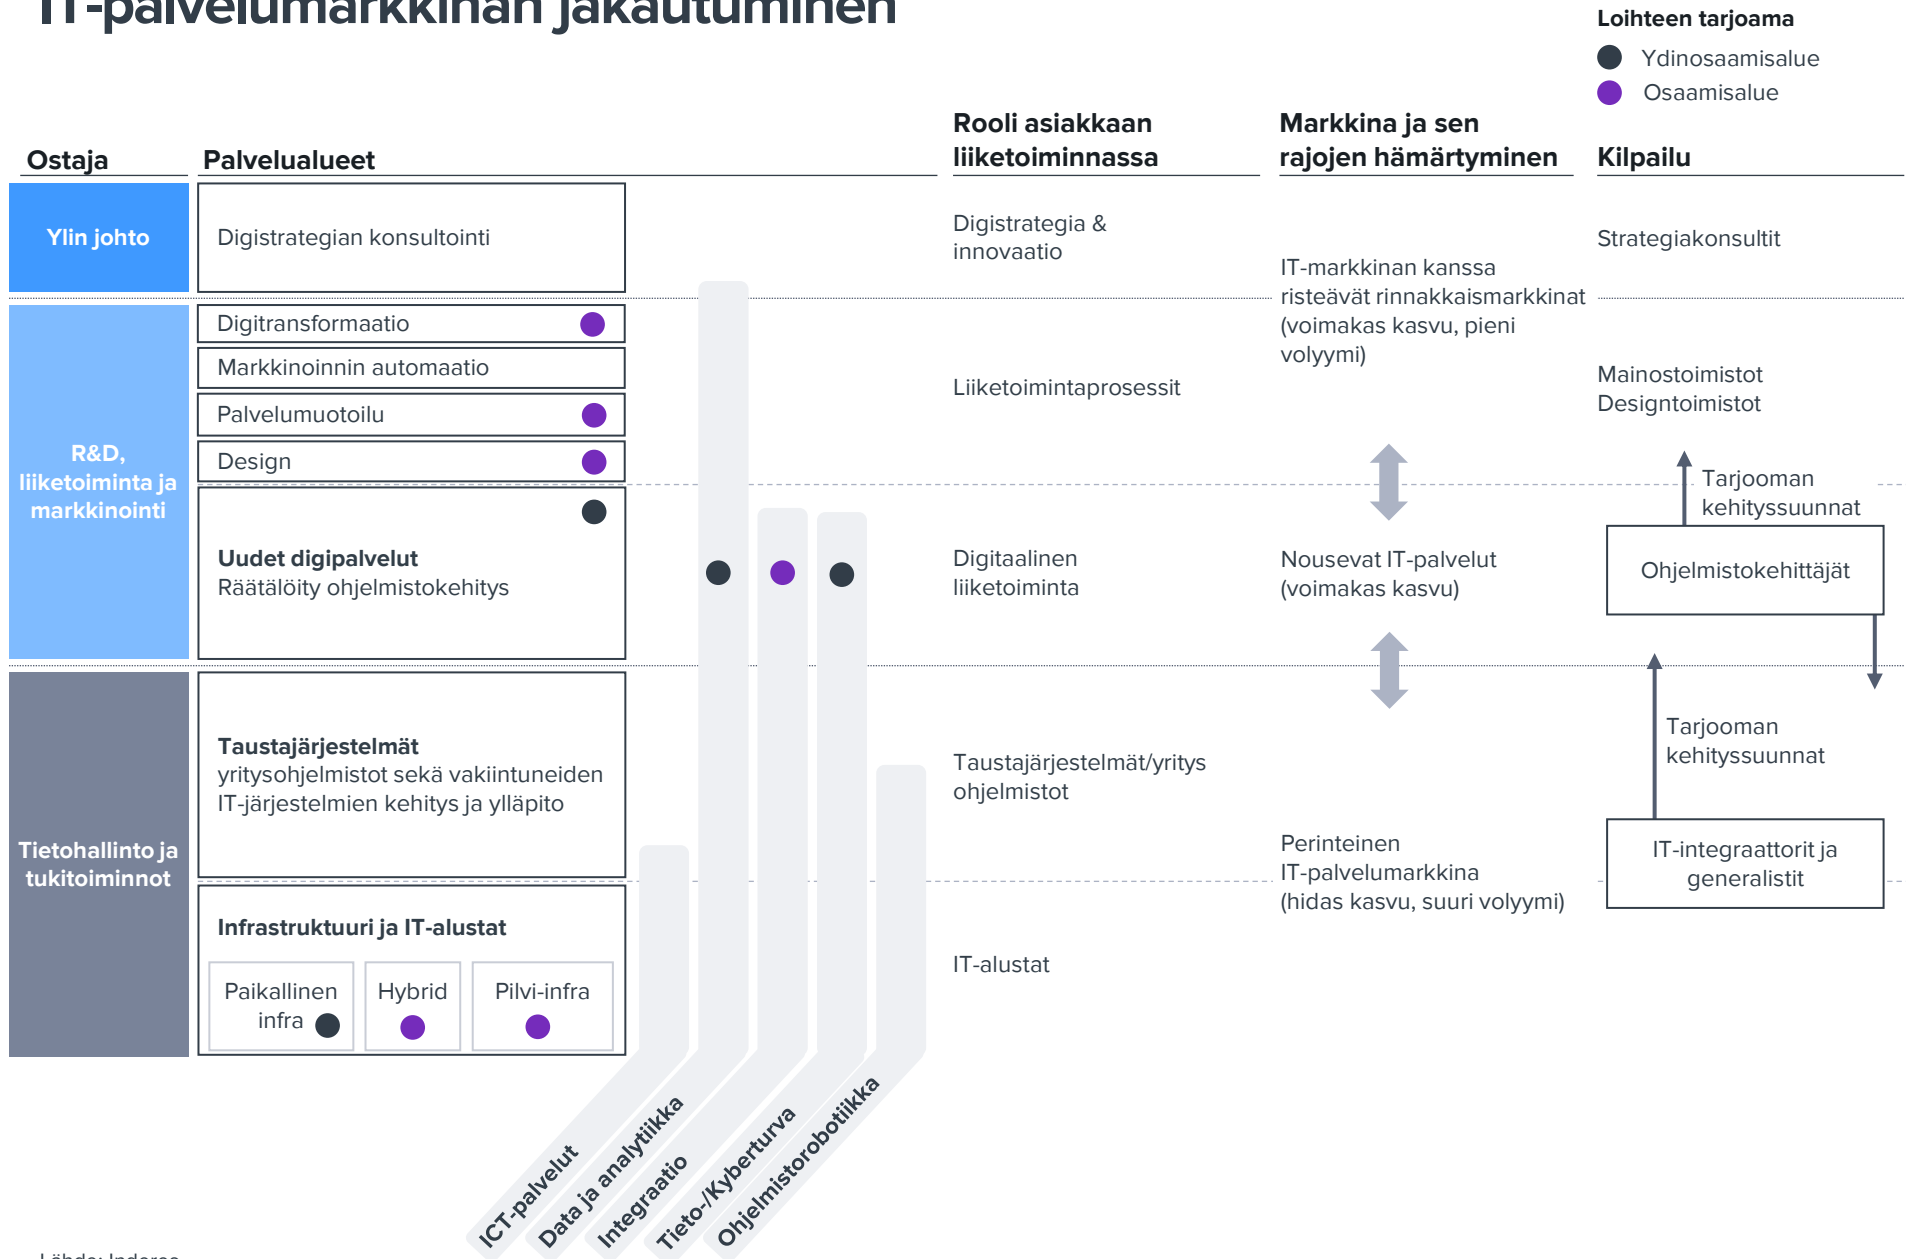 IT-palvelumarkkinan jakautuminen
Loihteen tarjoama
Ydinosaamisalue
Osaamisalue
Ostaja
Palvelualueet
Rooli asiakkaan
liiketoiminnassa
Markkina ja sen
rajojen hämärtyminen
Kilpailu
Ylin johto
Digistrategian konsultointi
Digistrategia &
innovaatio
Strategiakonsultit
IT-markkinan kanssa
risteävät rinnakkaismarkkinat
(voimakas kasvu, pieni
volyymi)
R&D,
liiketoiminta ja
markkinointi
Digitransformaatio
Markkinoinnin automaatio
Palvelumuotoilu
Design
Liiketoimintaprosessit
Mainostoimistot
Designtoimistot
Tarjooman
kehityssuunnat
Uudet digipalvelut
Räätälöity ohjelmistokehitys
Digitaalinen
liiketoiminta
Nousevat IT-palvelut
(voimakas kasvu)
Ohjelmistokehittäjät
Tietohallinto ja
tukitoiminnot
Taustajärjestelmät
yritysohjelmistot sekä vakiintuneiden
IT-järjestelmien kehitys ja ylläpito
Taustajärjestelmät/yritys
ohjelmistot
Tarjooman
kehityssuunnat
Perinteinen
IT-palvelumarkkina
(hidas kasvu, suuri volyymi)
IT-integraattorit ja
generalistit
Infrastruktuuri ja IT-alustat
Paikallinen
infra
Hybrid
Pilvi-infra
IT-alustat
ICT-palvelut
Data ja analytiikka
Integraatio
Tieto-/Kyberturva
Ohjelmistorobotiikka
Lähde: Inderes